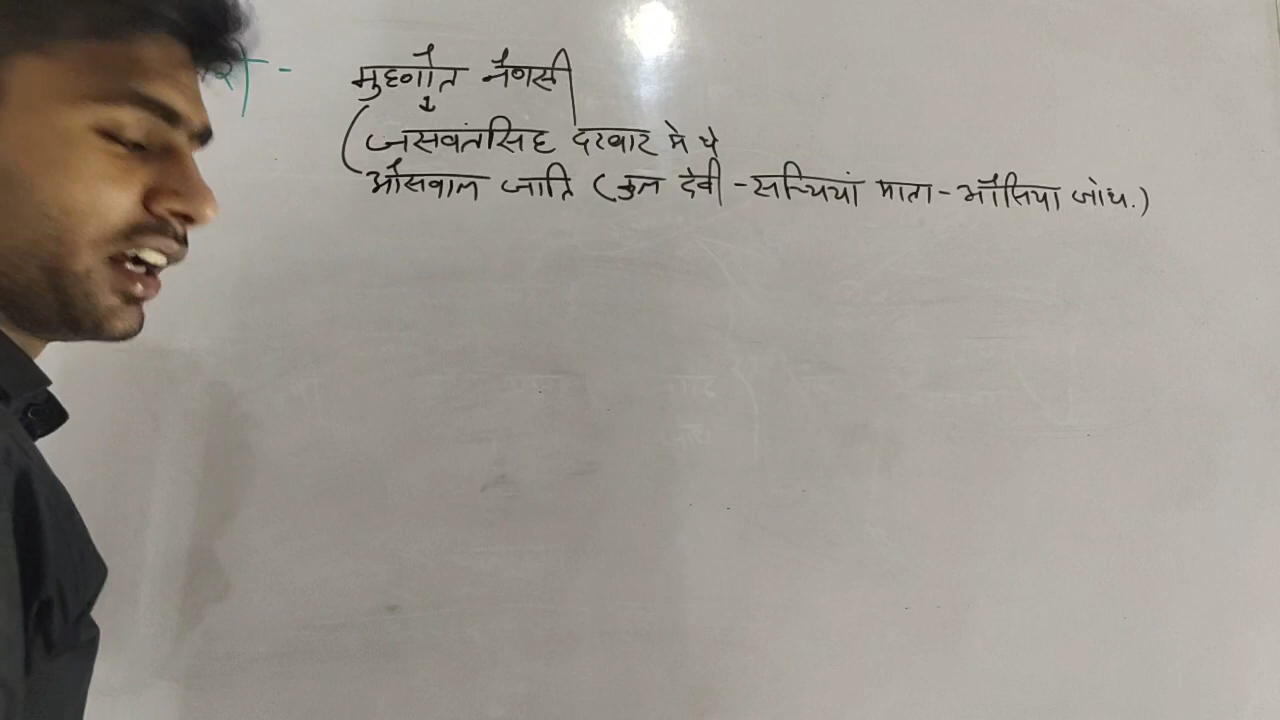 मुहणौत नैणसी
(जसवंतसिंह दरबार मे थे
ओसवाल जाति (कुल देवी - सच्चियां माता - ओसिया जोध.)